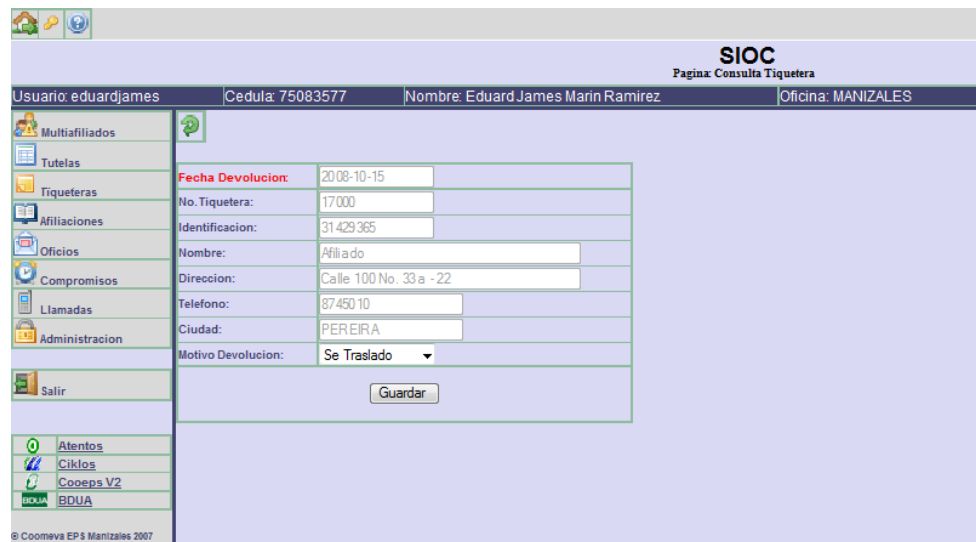 SIOC
Pagina: Consulta Tiquetera
Usuario: eduardjames Cedula: 75083577 Nombre: Eduard James Marin Ramirez Oficina: MANIZALES
Multiafiliados
Tutelas
Tiqueteras
Afiliaciones
Oficios
Compromisos
Llamadas
Administracion
Salir
Atentos
Ciklos
Cooeps V2
BDUA BDUA
© Coomeva EPS Manizales 2007
Fecha Devolucion: 2008-10-15
No.Tiquetera: 17000
Identificacion: 31429365
Nombre: Afiliado
Direccion: Calle 100 No. 33 a - 22
Telefono: 8745010
Ciudad: PEREIRA
Motivo Devolucion: Se Traslado
Guardar